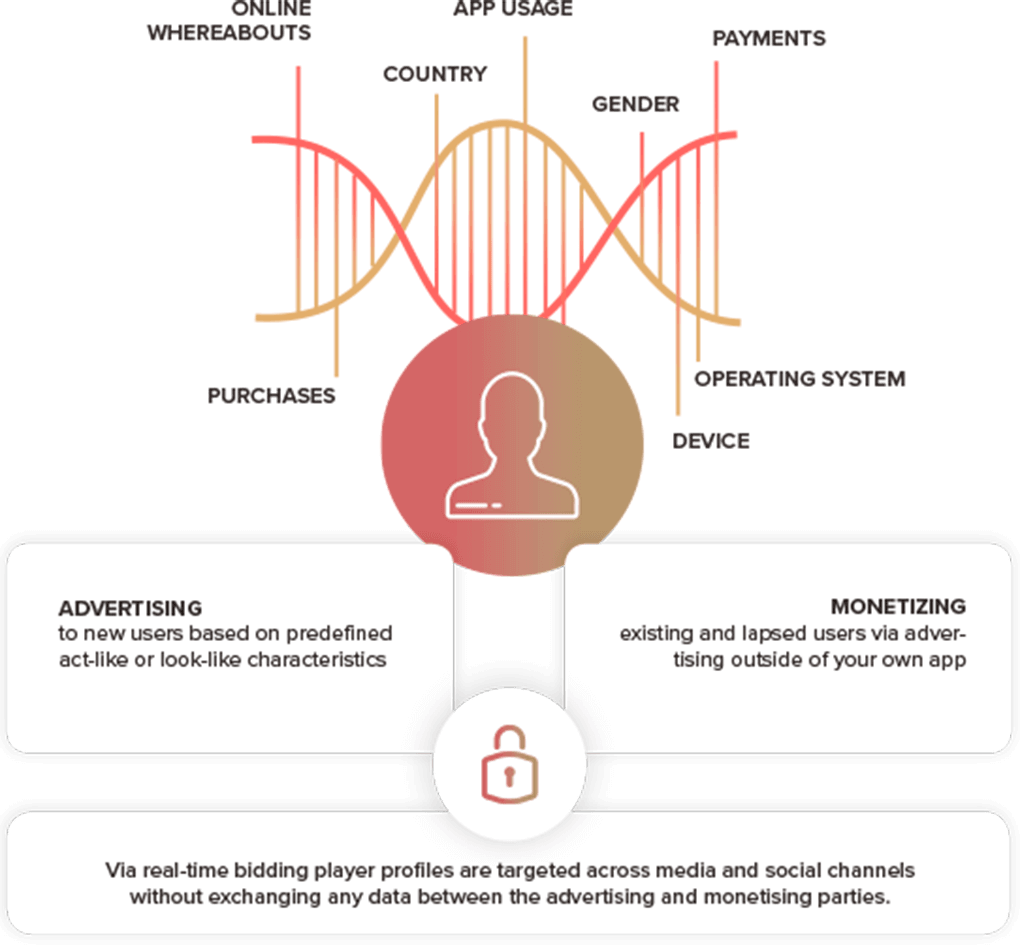 ONLINE
WHEREABOUTS
APP USAGE
PAYMENTS
COUNTRY
GENDER
PURCHASES
OPERATING SYSTEM
DEVICE
ADVERTISING
to new users based on predefined
act-like or look-like characteristics
MONETIZING
existing and lapsed users via adver-
tising outside of your own app
Via real-time bidding player profiles are targeted across media and social channels
without exchanging any data between the advertising and monetising parties.